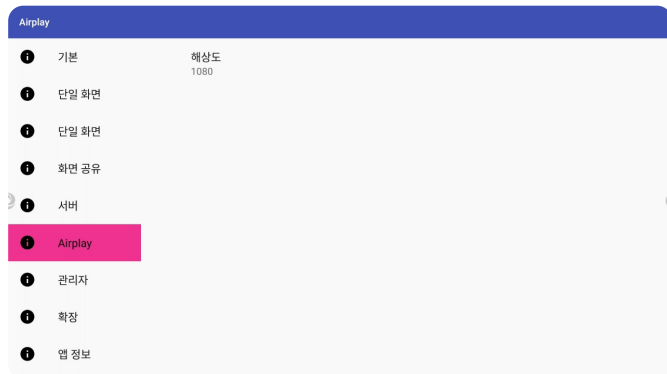 Airplay
기본
단일 화면
단일 화면
화면 공유
서버
Airplay
관리자
확장
앱 정보
해상도
1080